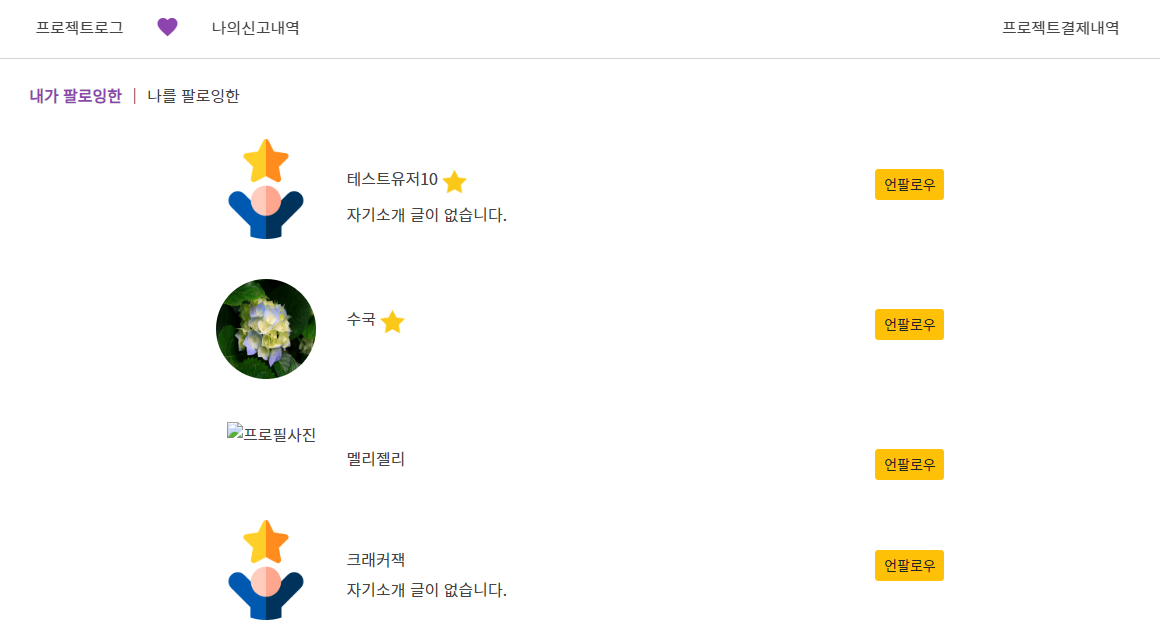 프로젝트로그 나의신고내역 프로젝트결제내역
내가 팔로잉한 | 나를 팔로잉한
테스트유저10 언팔로우
자기소개 글이 없습니다.
수국 언팔로우
프로필사진
멜리젤리 언팔로우
크래커잭 언팔로우
자기소개 글이 없습니다.